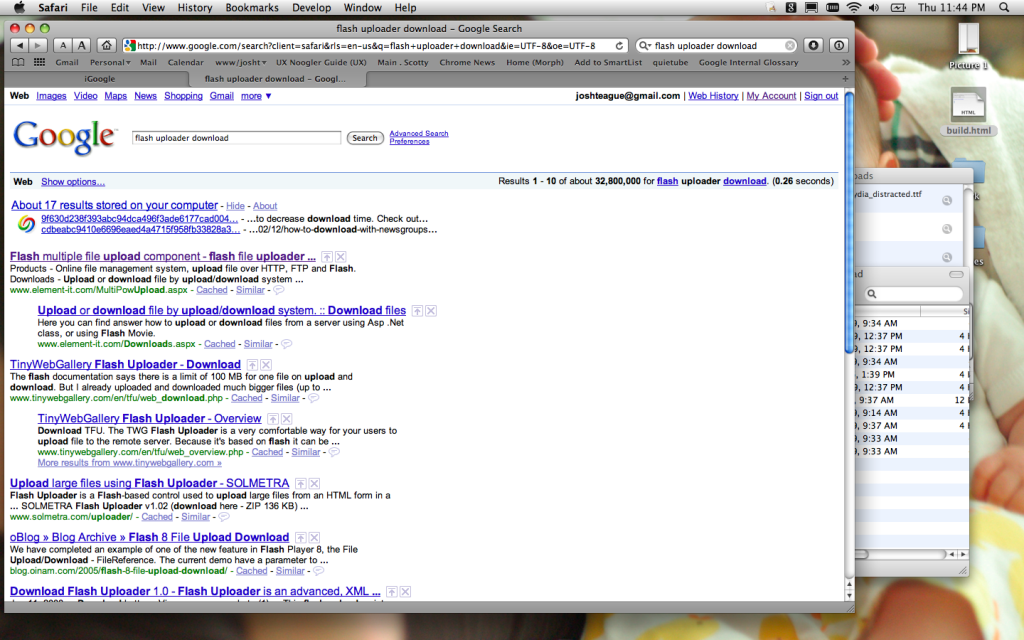 Safari File Edit View History Bookmarks Develop Window Help Thu 11:44 PM
flash uploader download - Google Search
http://www.google.com/search?client=safari&rls=en-us&q=flash+uploader+download&ie=UTF-8&oe=UTF-8 flash uploader download
Gmail Personal Mail Calendar www/josht UX Noogler Guide (UX) Main . Scotty Chrome News Home (Morph) Add to SmartList quietube Google Internal Glossary
iGoogle flash uploader download - Googl...
Web Images Video Maps News Shopping Gmail more ▼ joshteague@gmail.com | Web History | My Account | Sign out
Google flash uploader download Search Advanced Search
Preferences
Web Show options... Results 1 - 10 of about 32,800,000 for flash uploader download. (0.26 seconds)
About 17 results stored on your computer - Hide - About
9f630d238f393abc94dca496f3ade6177cad004... - ...to decrease download time. Check out...
cdbeabc9410e6696eaed4a4715f958fb33828a3... - ...02/12/how-to-download-with-newsgroups...
Flash multiple file upload component - flash file uploader ...
Products - Online file management system, upload file over HTTP, FTP and Flash.
Downloads - Upload or download file by upload/download system ...
www.element-it.com/MultiPowUpload.aspx - Cached - Similar -
Upload or download file by upload/download system. :: Download files
Here you can find answer how to upload or download files from a server using Asp .Net
class, or using Flash Movie.
www.element-it.com/Downloads.aspx - Cached - Similar -
TinyWebGallery Flash Uploader - Download
The flash documentation says there is a limit of 100 MB for one file on upload and
download. But I already uploaded and downloaded much bigger files (up to ...
www.tinywebgallery.com/en/tfu/web_download.php - Cached - Similar -
TinyWebGallery Flash Uploader - Overview
Download TFU. The TWG Flash Uploader is a very comfortable way for your users to
upload file to the remote server. Because it's based on flash it can be ...
www.tinywebgallery.com/en/tfu/web_overview.php - Cached - Similar -
More results from www.tinywebgallery.com »
Upload large files using Flash Uploader - SOLMETRA
Flash Uploader is a Flash-based control used to upload large files from an HTML form in a
... SOLMETRA Flash Uploader v1.02 (download here - ZIP 136 KB) ...
www.solmetra.com/uploader/ - Cached - Similar -
oBlog » Blog Archive » Flash 8 File Upload Download
We have completed an example of one of the new feature in Flash Player 8, the File
Upload/Download - FileReference. The current demo have a parameter to ...
blog.oinam.com/2005/flash-8-file-upload-download/ - Cached - Similar -
Download Flash Uploader 1.0 - Flash Uploader is an advanced, XML ...
Picture 1
HTML
build.html
oads
ydia_distracted.ttf
ad
9, 9:34 AM
9, 12:37 PM 4
9, 12:37 PM 4
9, 9:34 AM
, 1:39 PM 4
9, 12:37 PM 4
, 9:37 AM 12
9, 9:14 AM 4
9, 9:37 AM 4
9, 9:33 AM
9, 9:33 AM